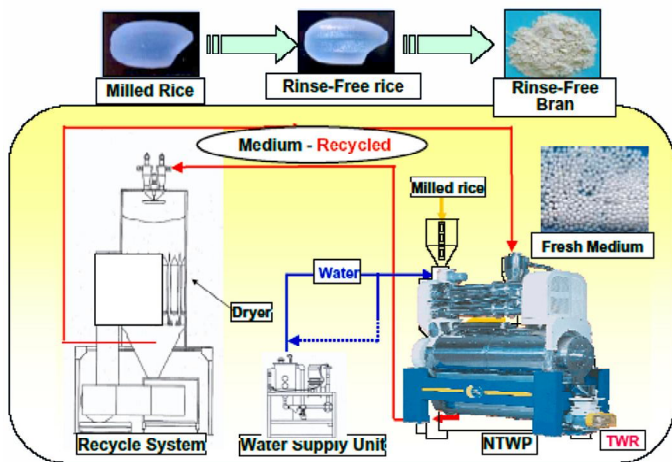 Milled Rice
Rinse-Free rice
Rinse-Free
Bran
Medium - Recycled
Milled rice
Fresh Medium
Water
Dryer
Recycle System
Water Supply Unit
NTWP
TWR